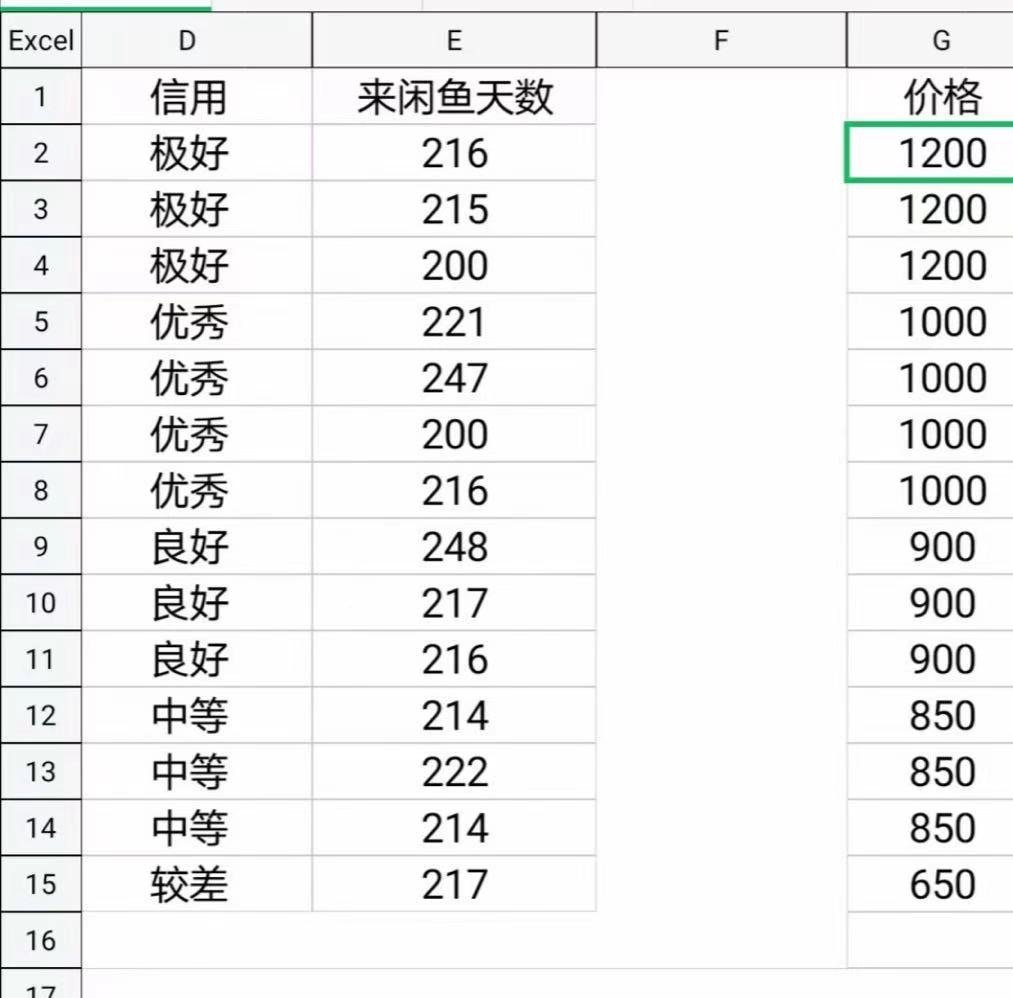 Excel D E F G
1 信用 来闲鱼天数 价格
2 极好 216 1200
3 极好 215 1200
4 极好 200 1200
5 优秀 221 1000
6 优秀 247 1000
7 优秀 200 1000
8 优秀 216 1000
9 良好 248 900
10 良好 217 900
11 良好 216 900
12 中等 214 850
13 中等 222 850
14 中等 214 850
15 较差 217 650
16
17